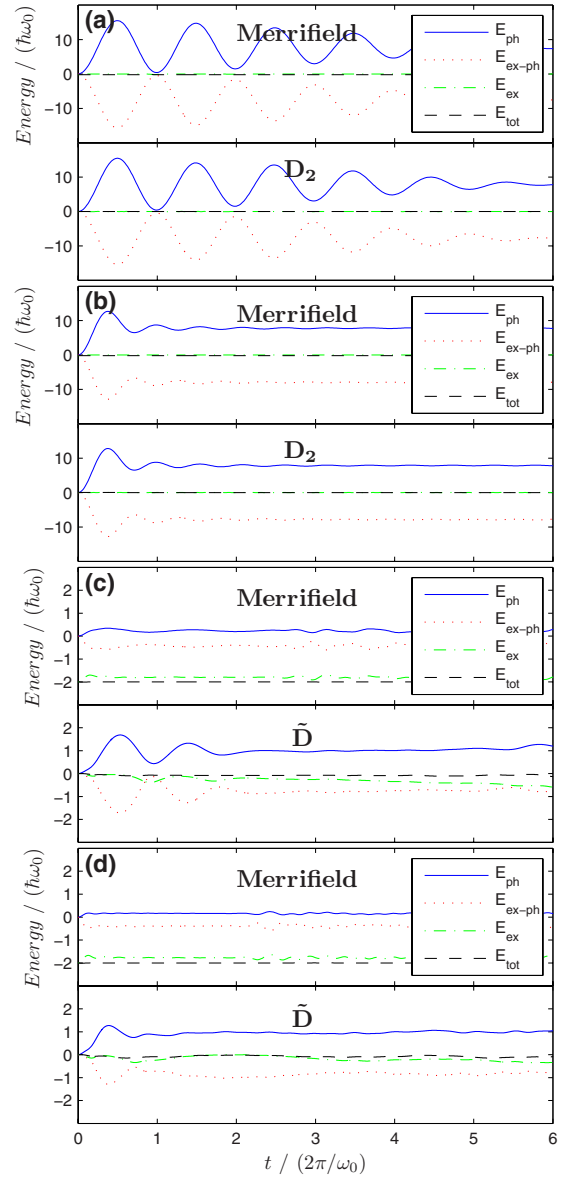 (a)
Merrifield
E_ph
E_ex-ph
E_ex
E_tot
Energy / (ħω₀)
10
0
−10
D₂
10
0
−10
(b)
Merrifield
E_ph
E_ex-ph
E_ex
E_tot
Energy / (ħω₀)
10
0
−10
D₂
10
0
−10
(c)
Merrifield
E_ph
E_ex-ph
E_ex
E_tot
Energy / (ħω₀)
2
1
0
−1
−2
D̃
2
1
0
−1
−2
(d)
Merrifield
E_ph
E_ex-ph
E_ex
E_tot
Energy / (ħω₀)
2
1
0
−1
−2
D̃
2
1
0
−1
−2
0 1 2 3 4 5 6
t / (2π/ω₀)